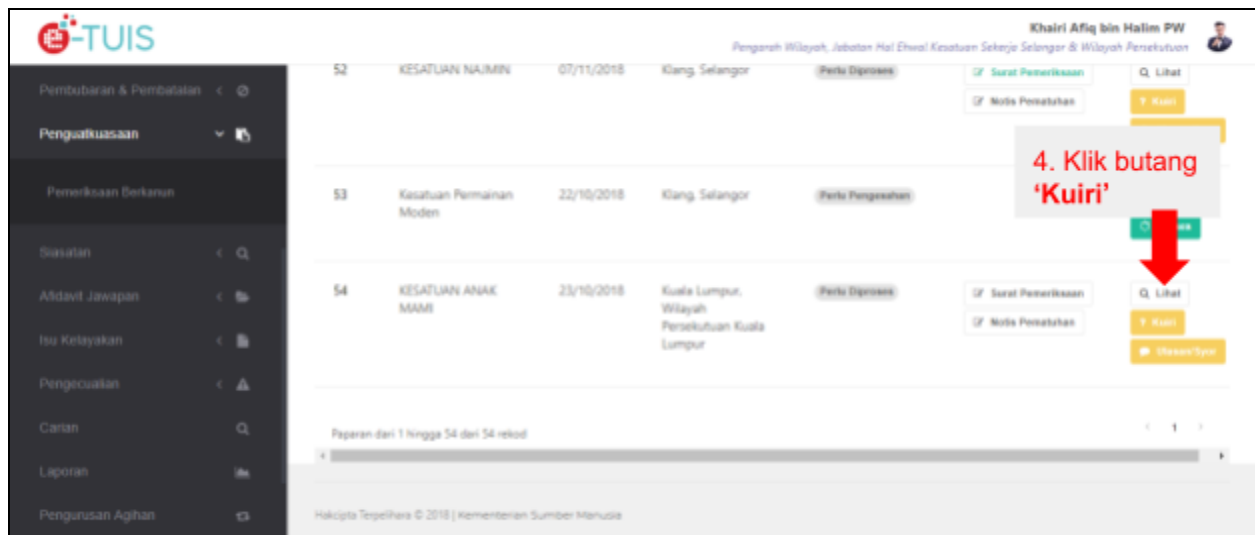 e-TUIS
Khairi Afiq bin Halim PW
Pengarah Wilayah, Jabatan Hal Ehwal Kesatuan Sekerja Selangor & Wilayah Persekutuan
Pembubaran & Pembatalan
Penguatkuasaan
Pemeriksaan Berkanun
Siasatan
Afidavit Jawapan
Isu Kelayakan
Pengecualian
Carian
Laporan
Pengurusan Agihan
52 KESATUAN NAJMIN 07/11/2018 Klang, Selangor Perlu Diproses Surat Pemeriksaan Lihat
Notis Pematuhan ? Kuiri
4. Klik butang
‘Kuiri’
53 Kesatuan Permainan 22/10/2018 Klang, Selangor Perlu Pengesahan
Moden
54 KESATUAN ANAK 23/10/2018 Kuala Lumpur, Perlu Diproses Surat Pemeriksaan Lihat
MAMI Wilayah Notis Pematuhan ? Kuiri
Persekutuan Kuala
Lumpur Ulasan/Syor
Paparan dari 1 hingga 54 dari 54 rekod
< 1 >
Hakcipta Terpelihara © 2018 | Kementerian Sumber Manusia